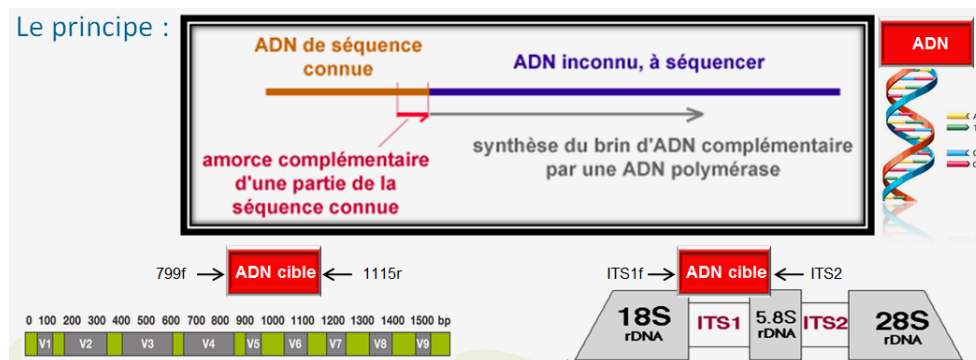 Le principe :
ADN de séquence
connue
ADN inconnu, à séquencer
amorce complémentaire
d'une partie de la
séquence connue
synthèse du brin d'ADN complémentaire
par une ADN polymérase
ADN
799f
ADN cible
1115r
0 100 200 300 400 500 600 700 800 900 1000 1100 1200 1300 1400 1500 bp
V1 V2 V3 V4 V5 V6 V7 V8 V9
ITS1f
ADN cible
ITS2
18S
rDNA
ITS1
5.8S
rDNA
ITS2
28S
rDNA